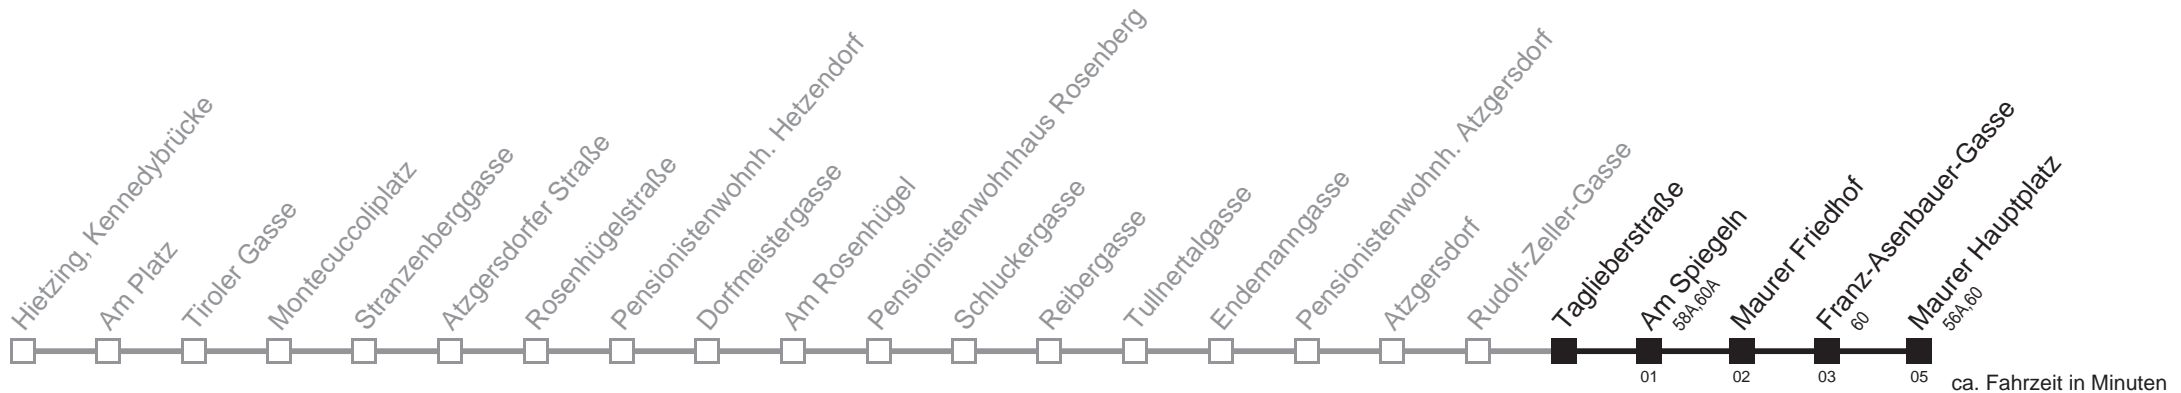 Hietzing, Kennedybrücke
Am Platz
Tiroler Gasse
Montecuccoliplatz
Stranzenberggasse
Atzgersdorfer Straße
Rosenhügelstraße
Pensionistenwohnh. Hetzendorf
Dorfmeistergasse
Am Rosenhügel
Pensionistenwohnhaus Rosenberg
Schluckergasse
Reibergasse
Tullnertalgasse
Endemanngasse
Pensionistenwohnh. Atzgersdorf
Atzgersdorf
Rudolf-Zeller-Gasse
Taglieberstraße
Am Spiegeln
58A,60A
Maurer Friedhof
Franz-Asenbauer-Gasse
60
Maurer Hauptplatz
56A,60
01
02
03
05
ca. Fahrzeit in Minuten